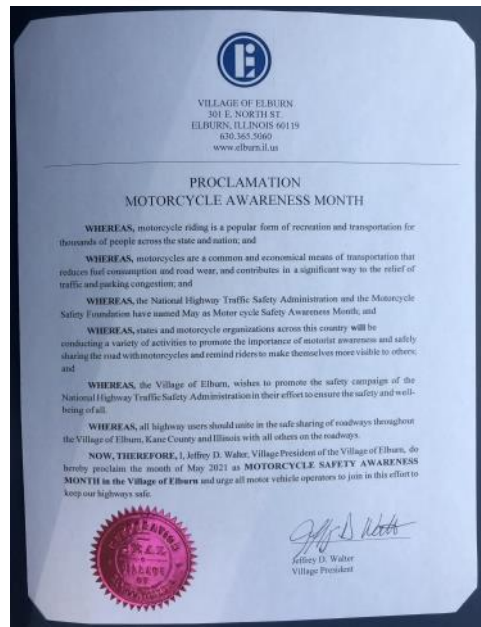 VILLAGE OF ELBURN
301 E. NORTH ST.
ELBURN, ILLINOIS 60119
630.365.5060
www.elburn.il.us
PROCLAMATION
MOTORCYCLE AWARENESS MONTH
WHEREAS, motorcycle riding is a popular form of recreation and transportation for
thousands of people across the state and nation; and
WHEREAS, motorcycles are a common and economical means of transportation that
reduces fuel consumption and road wear, and contributes in a significant way to the relief of
traffic and parking congestion; and
WHEREAS, the National Highway Traffic Safety Administration and the Motorcycle
Safety Foundation have named May as Motor cycle Safety Awareness Month; and
WHEREAS, states and motorcycle organizations across this country will be
conducting a variety of activities to promote the importance of motorist awareness and safely
sharing the road with motorcycles and remind riders to make themselves more visible to others;
and
WHEREAS, the Village of Elburn, wishes to promote the safety campaign of the
National Highway Traffic Safety Administration in their effort to ensure the safety and well-
being of all.
WHEREAS, all highway users should unite in the safe sharing of roadways throughout
the Village of Elburn, Kane County and Illinois with all others on the roadways.
NOW, THEREFORE, I, Jeffrey D. Walter, Village President of the Village of Elburn, do
hereby proclaim the month of May 2021 as MOTORCYCLE SAFETY AWARENESS
MONTH in the Village of Elburn and urge all motor vehicle operators to join in this effort to
keep our highways safe.
SEAL
VILLAGE
OF
Jeffrey D. Walter
Village President